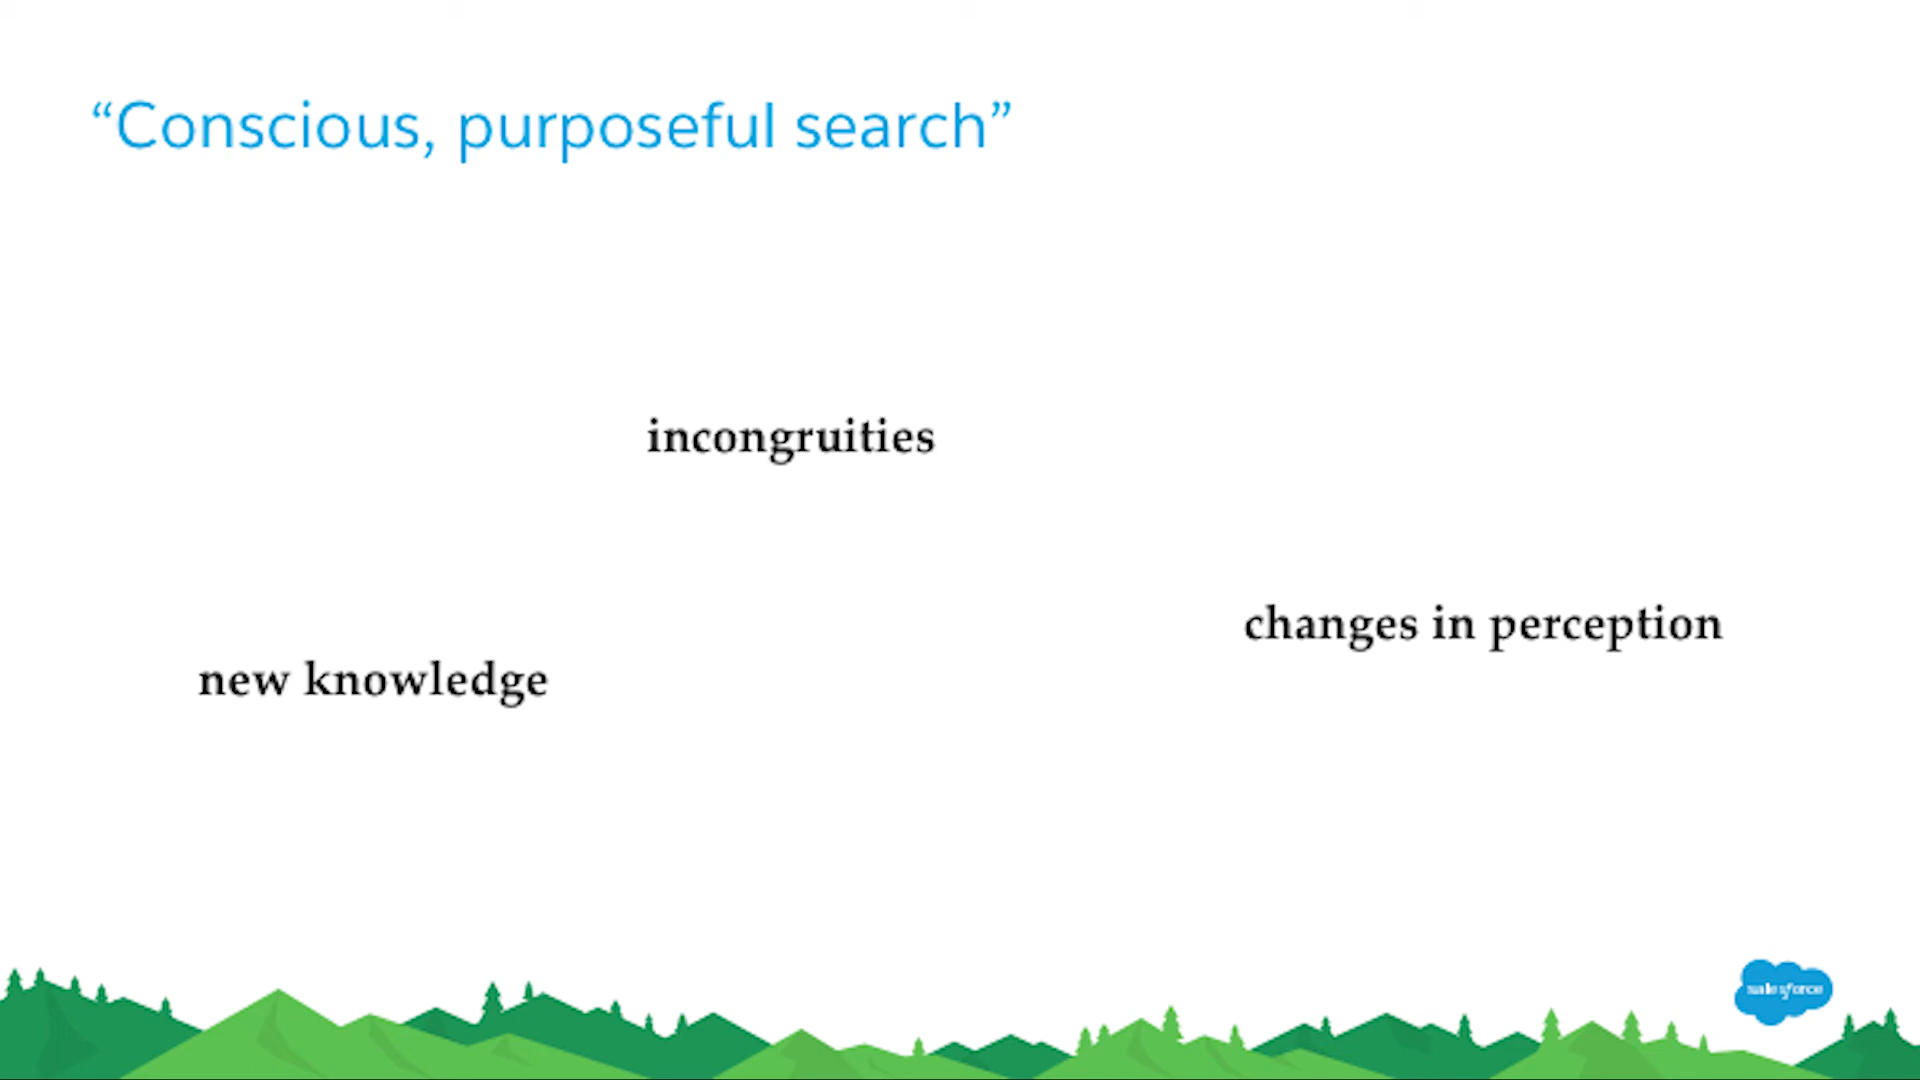 “Conscious, purposeful search”
incongruities
changes in perception
new knowledge
salesforce